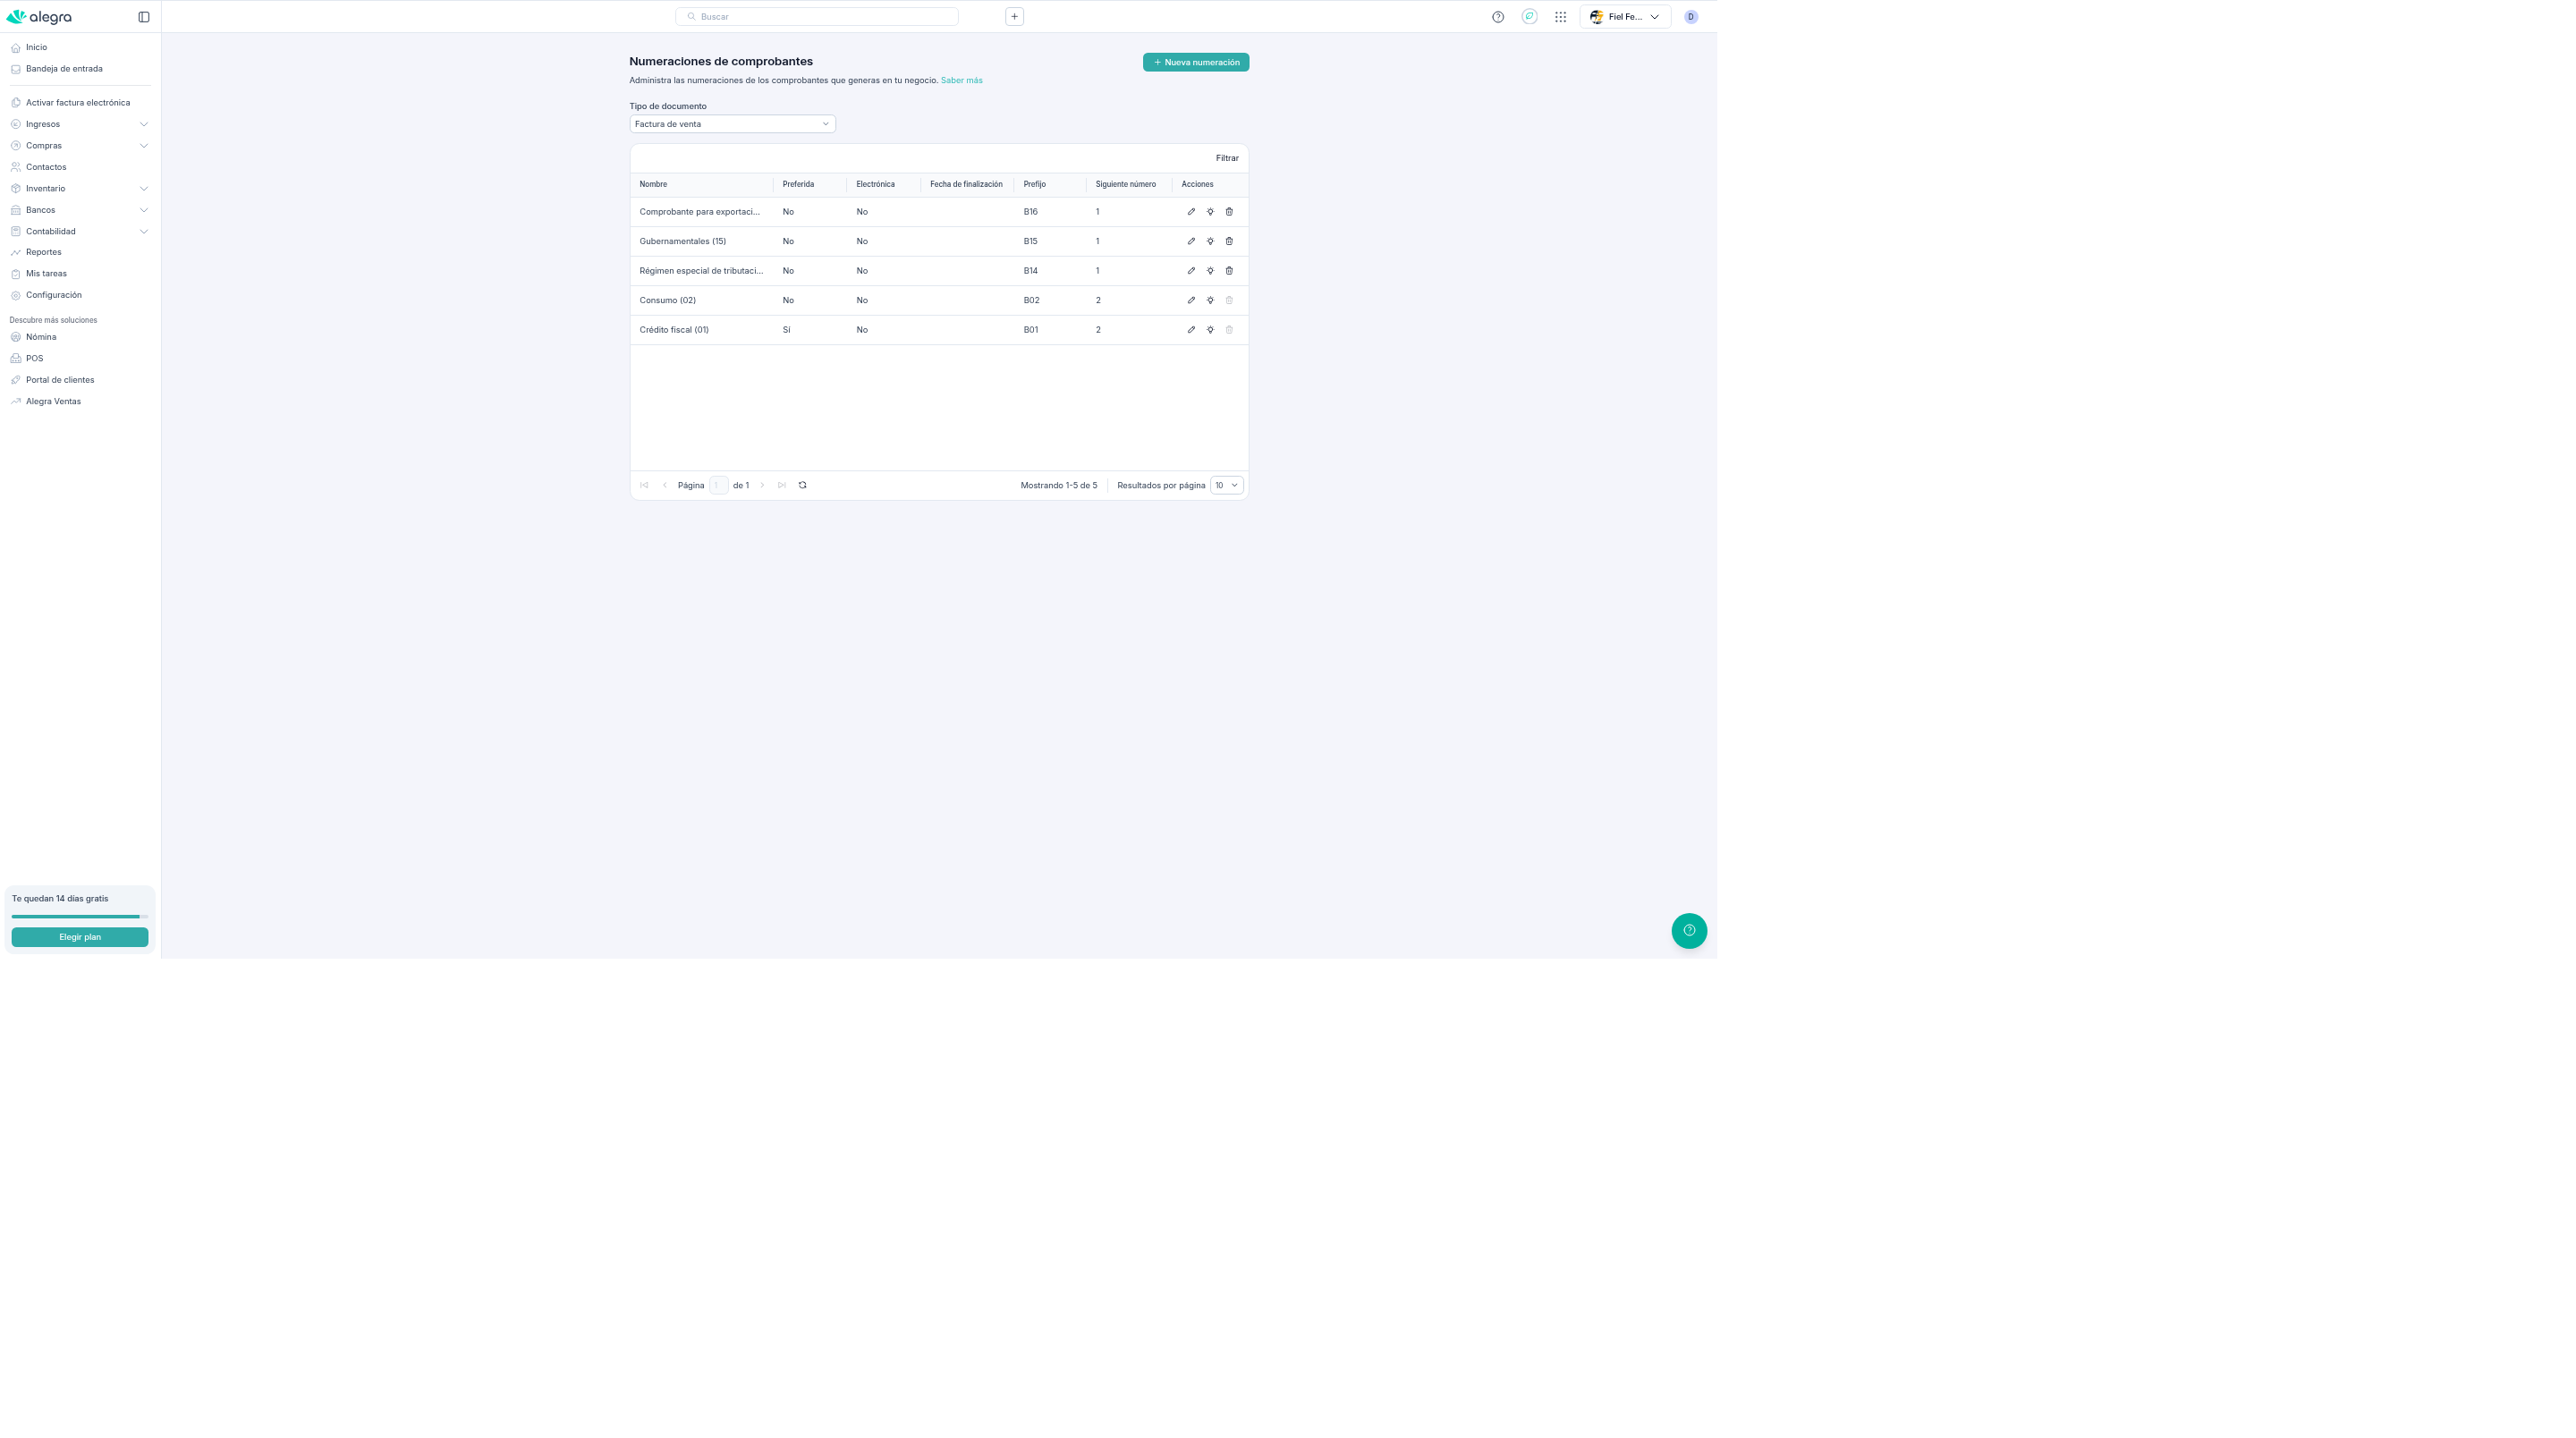 alegra
Buscar
Fiel Fe...
D
Inicio
Bandeja de entrada
Activar factura electrónica
Ingresos
Compras
Contactos
Inventario
Bancos
Contabilidad
Reportes
Mis tareas
Configuración
Descubre más soluciones
Nómina
POS
Portal de clientes
Alegra Ventas
Te quedan 14 días gratis
Elegir plan
Numeraciones de comprobantes
+ Nueva numeración
Administra las numeraciones de los comprobantes que generas en tu negocio. Saber más
Tipo de documento
Factura de venta
Filtrar
Nombre Preferida Electrónica Fecha de finalización Prefijo Siguiente número Acciones
Comprobante para exportaci... No No B16 1
Gubernamentales (15) No No B15 1
Régimen especial de tributaci... No No B14 1
Consumo (02) No No B02 2
Crédito fiscal (01) Sí No B01 2
Página 1 de 1 Mostrando 1-5 de 5 Resultados por página 10